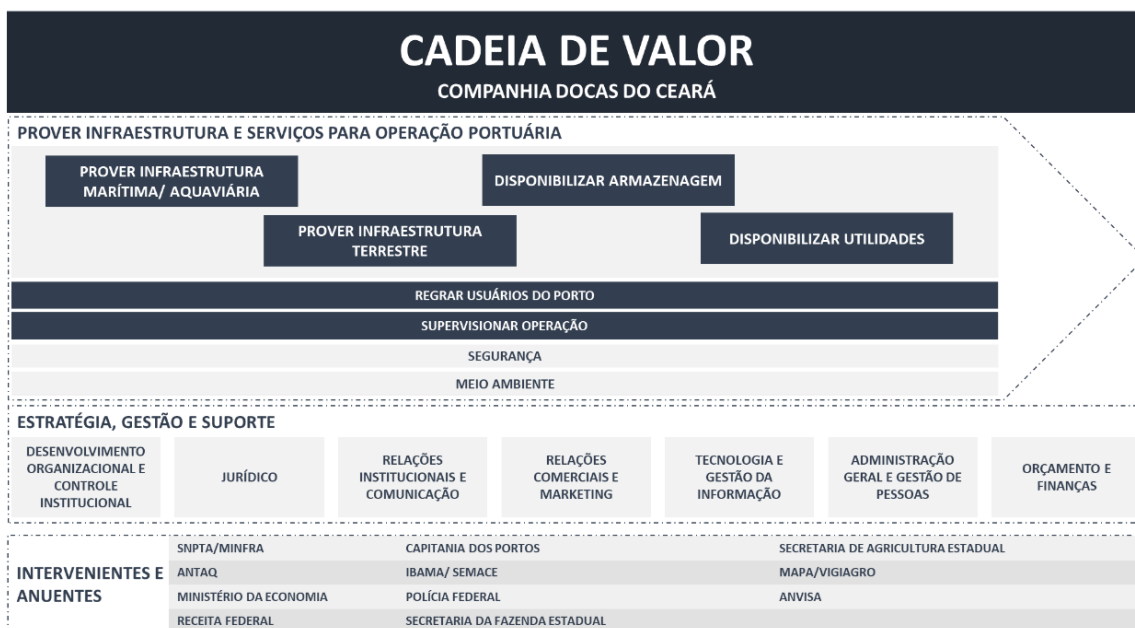 CADEIA DE VALOR
COMPANHIA DOCAS DO CEARÁ
PROVER INFRAESTRUTURA E SERVIÇOS PARA OPERAÇÃO PORTUÁRIA
PROVER INFRAESTRUTURA
MARÍTIMA/ AQUAVIÁRIA
DISPONIBILIZAR ARMAZENAGEM
PROVER INFRAESTRUTURA
TERRESTRE
DISPONIBILIZAR UTILIDADES
REGRAR USUÁRIOS DO PORTO
SUPERVISIONAR OPERAÇÃO
SEGURANÇA
MEIO AMBIENTE
ESTRATÉGIA, GESTÃO E SUPORTE
DESENVOLVIMENTO
ORGANIZACIONAL E
CONTROLE
INSTITUCIONAL
JURÍDICO
RELAÇÕES
INSTITUCIONAIS E
COMUNICAÇÃO
RELAÇÕES
COMERCIAIS E
MARKETING
TECNOLOGIA E
GESTÃO DA
INFORMAÇÃO
ADMINISTRAÇÃO
GERAL E GESTÃO DE
PESSOAS
ORÇAMENTO E
FINANÇAS
INTERVENIENTES E
ANUENTES
SNPTA/MINFRA
CAPITANIA DOS PORTOS
SECRETARIA DE AGRICULTURA ESTADUAL
ANTAQ
IBAMA/ SEMACE
MAPA/VIGIAGRO
MINISTÉRIO DA ECONOMIA
POLÍCIA FEDERAL
ANVISA
RECEITA FEDERAL
SECRETARIA DA FAZENDA ESTADUAL